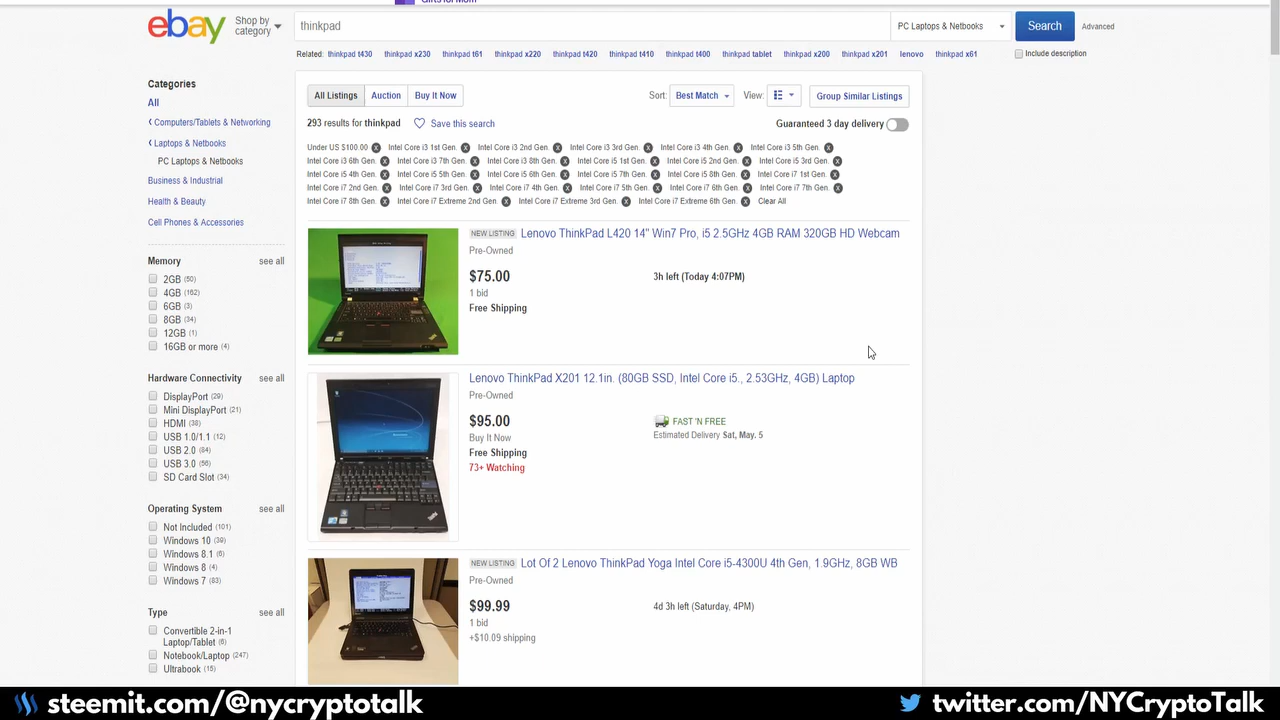 Gifts for Mom
ebay
Shop by
category
thinkpad
PC Laptops & Netbooks
Search
Advanced
Related: thinkpad t430 thinkpad x230 thinkpad t61 thinkpad x220 thinkpad t420 thinkpad t410 thinkpad t400 thinkpad tablet thinkpad x200 thinkpad x201 lenovo thinkpad x61
Include description
Categories
All
Computers/Tablets & Networking
Laptops & Netbooks
PC Laptops & Netbooks
Business & Industrial
Health & Beauty
Cell Phones & Accessories
Memory see all
2GB (50)
4GB (162)
6GB (3)
8GB (34)
12GB (1)
16GB or more (4)
Hardware Connectivity see all
DisplayPort (29)
Mini DisplayPort (21)
HDMI (38)
USB 1.0/1.1 (12)
USB 2.0 (84)
USB 3.0 (56)
SD Card Slot (34)
Operating System see all
Not Included (101)
Windows 10 (39)
Windows 8.1 (6)
Windows 8 (4)
Windows 7 (83)
Type see all
Convertible 2-in-1
Laptop/Tablet (6)
Notebook/Laptop (247)
Ultrabook (15)
All Listings Auction Buy It Now
Sort: Best Match View: Group Similar Listings
293 results for thinkpad Save this search
Guaranteed 3 day delivery
Under US $100.00 Intel Core i3 1st Gen. Intel Core i3 2nd Gen. Intel Core i3 3rd Gen. Intel Core i3 4th Gen. Intel Core i3 5th Gen.
Intel Core i3 6th Gen. Intel Core i3 7th Gen. Intel Core i3 8th Gen. Intel Core i5 1st Gen. Intel Core i5 2nd Gen. Intel Core i5 3rd Gen.
Intel Core i5 4th Gen. Intel Core i5 5th Gen. Intel Core i5 6th Gen. Intel Core i5 7th Gen. Intel Core i5 8th Gen. Intel Core i7 1st Gen.
Intel Core i7 2nd Gen. Intel Core i7 3rd Gen. Intel Core i7 4th Gen. Intel Core i7 5th Gen. Intel Core i7 6th Gen. Intel Core i7 7th Gen.
Intel Core i7 8th Gen. Intel Core i7 Extreme 2nd Gen. Intel Core i7 Extreme 3rd Gen. Intel Core i7 Extreme 6th Gen. Clear All
NEW LISTING Lenovo ThinkPad L420 14" Win7 Pro, i5 2.5GHz 4GB RAM 320GB HD Webcam
Pre-Owned
$75.00 3h left (Today 4:07PM)
1 bid
Free Shipping
Lenovo ThinkPad X201 12.1in. (80GB SSD, Intel Core i5., 2.53GHz, 4GB) Laptop
Pre-Owned
$95.00 FAST 'N FREE
Buy It Now Estimated Delivery Sat, May. 5
Free Shipping
73+ Watching
NEW LISTING Lot Of 2 Lenovo ThinkPad Yoga Intel Core i5-4300U 4th Gen, 1.9GHz, 8GB WB
Pre-Owned
$99.99 4d 3h left (Saturday, 4PM)
1 bid
+$10.09 shipping
steemit.com/@nycryptotalk
twitter.com/NYCryptoTalk